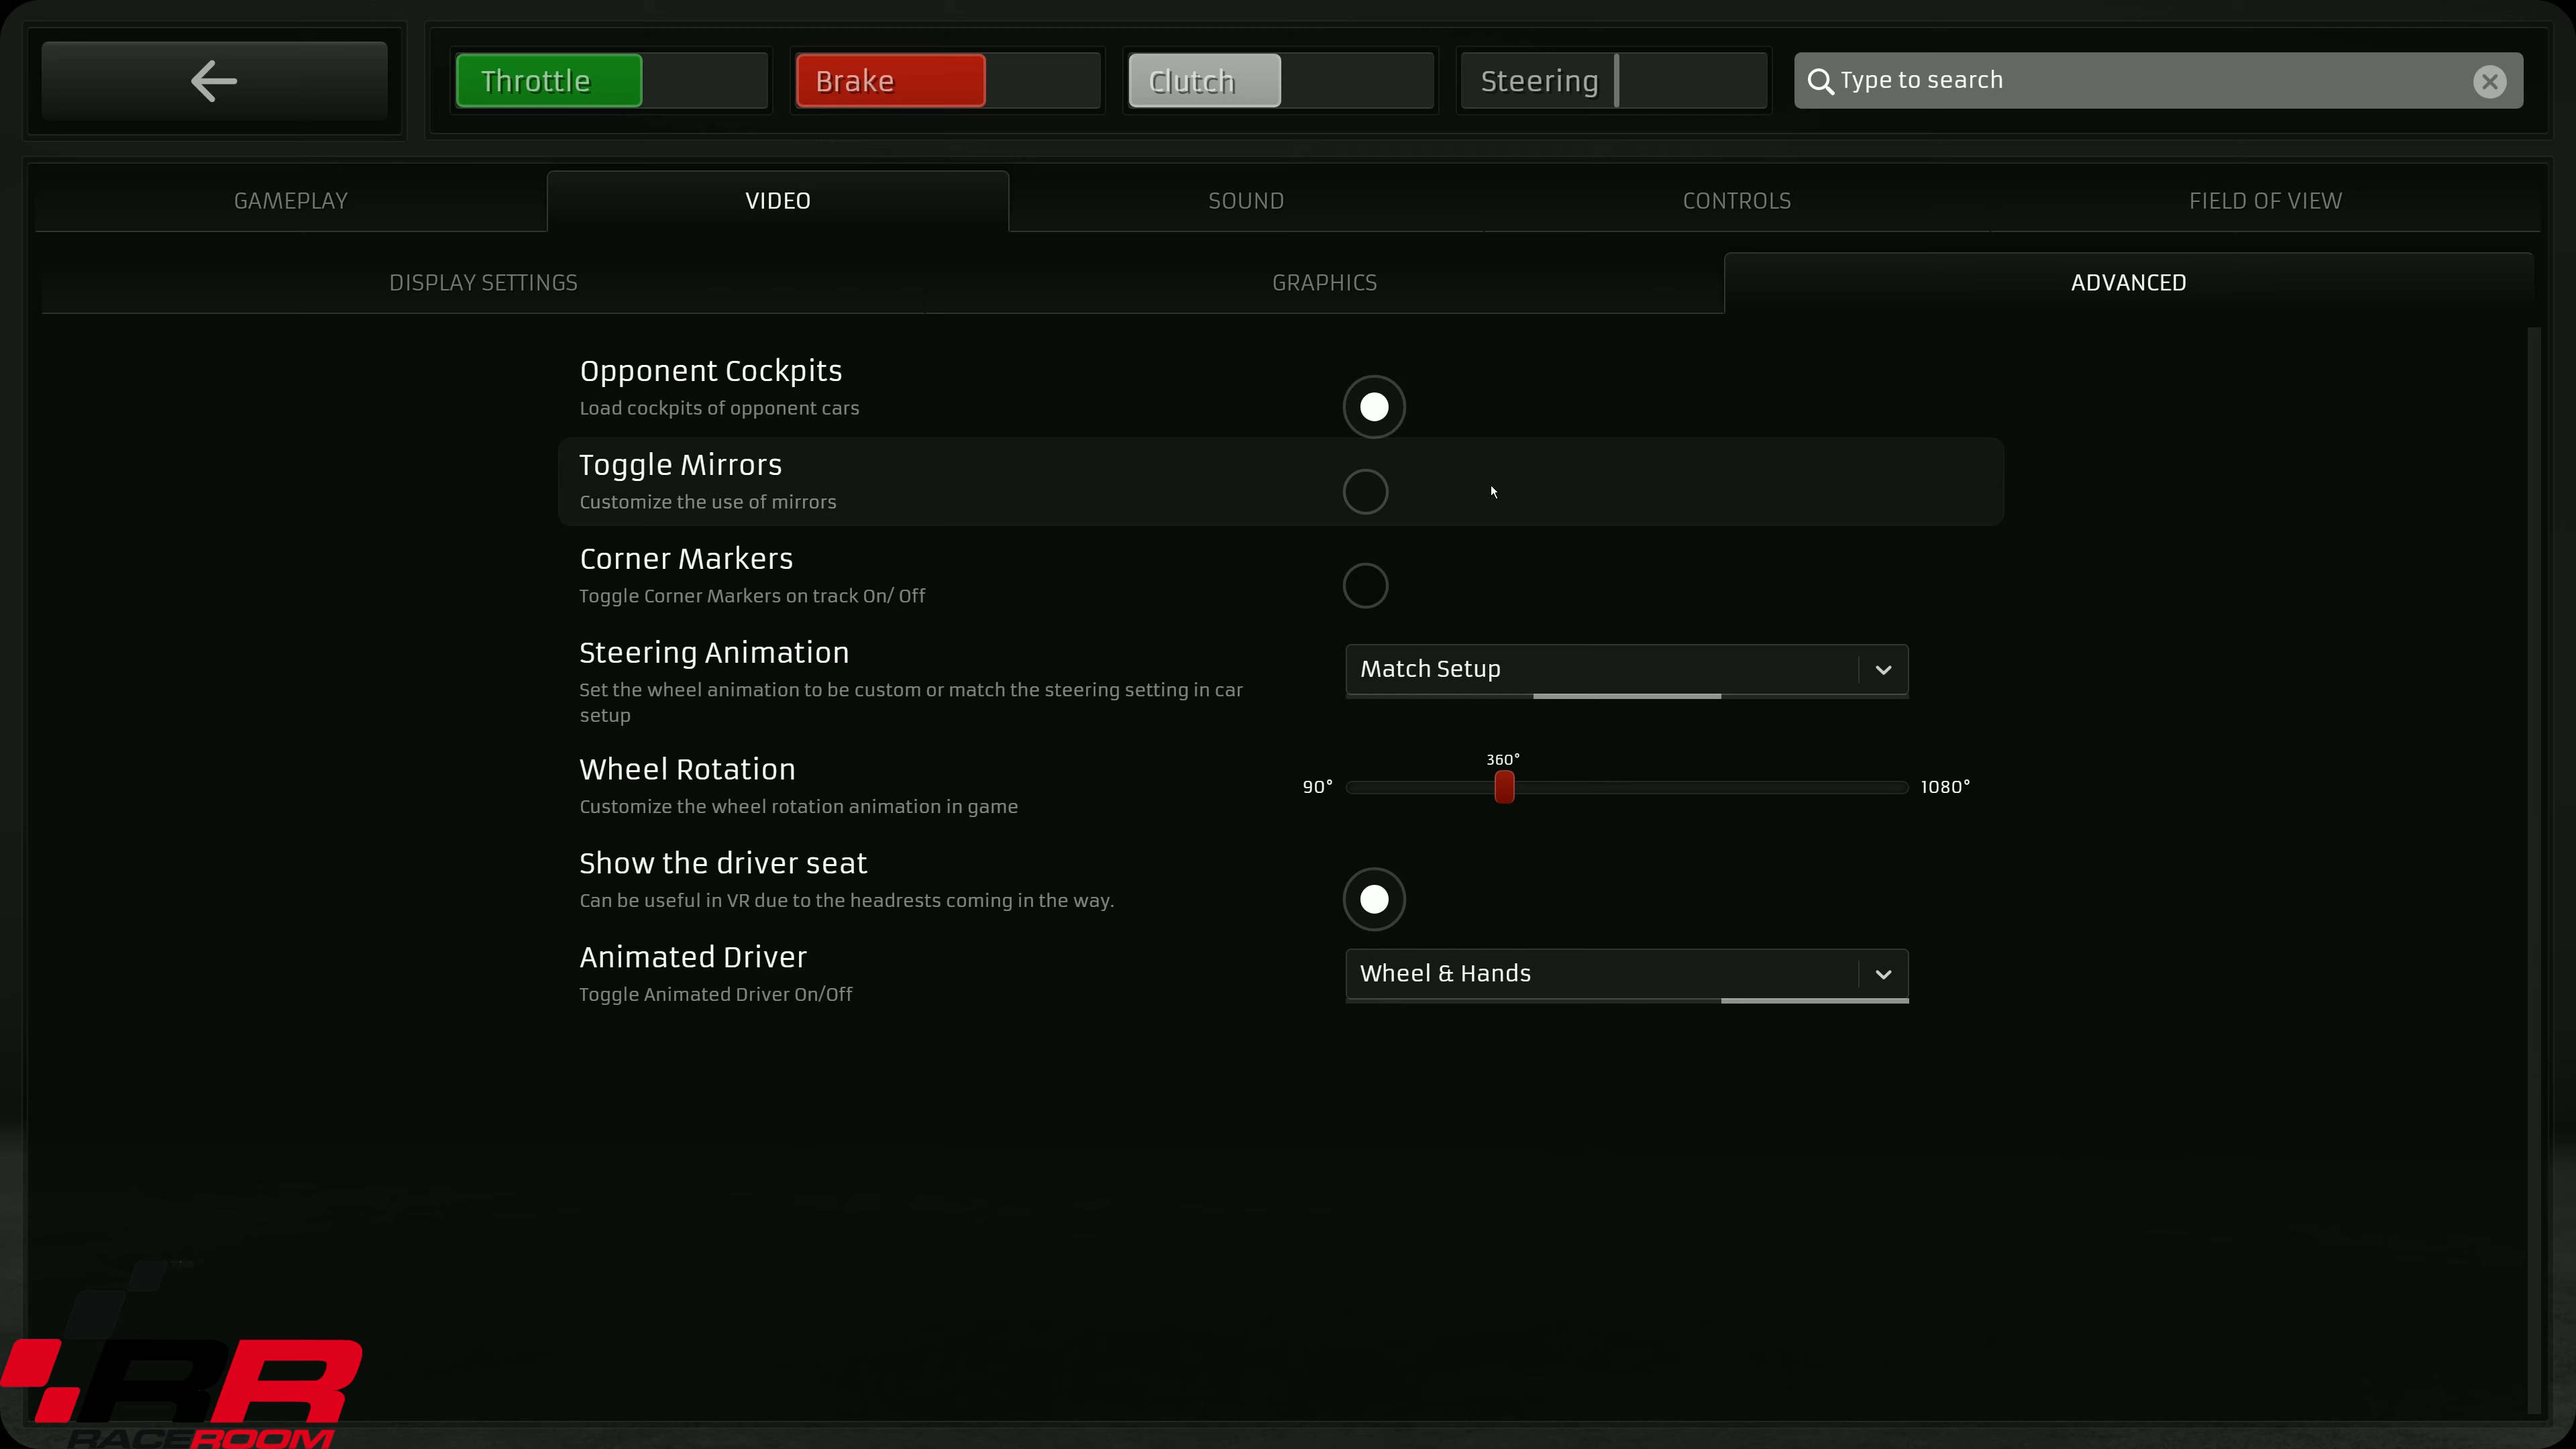 Throttle
Brake
Clutch
Steering
Type to search
GAMEPLAY
VIDEO
SOUND
CONTROLS
FIELD OF VIEW
DISPLAY SETTINGS
GRAPHICS
ADVANCED
Opponent Cockpits
Load cockpits of opponent cars
Toggle Mirrors
Customize the use of mirrors
Corner Markers
Toggle Corner Markers on track On/ Off
Steering Animation
Set the wheel animation to be custom or match the steering setting in car
setup
Match Setup
Wheel Rotation
Customize the wheel rotation animation in game
360°
90°
1080°
Show the driver seat
Can be useful in VR due to the headrests coming in the way.
Animated Driver
Toggle Animated Driver On/Off
Wheel & Hands
RR
RACEROOM